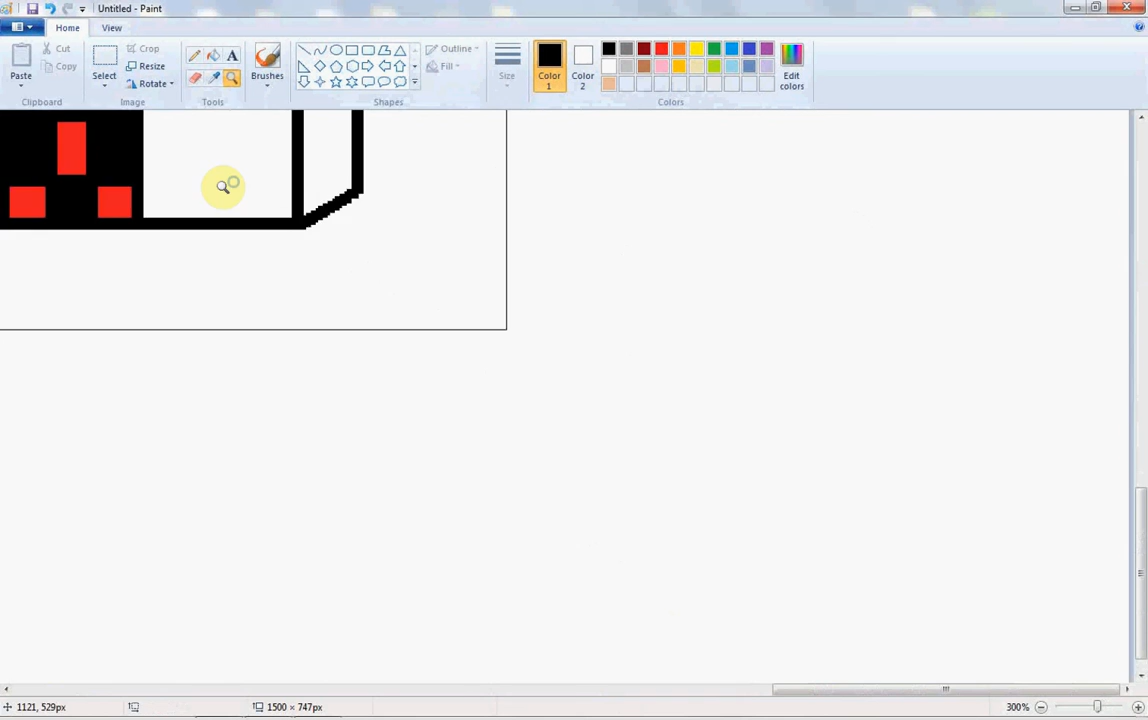 Untitled - Paint
Home View
Paste
Cut
Copy
Clipboard
Select
Crop
Resize
Rotate
Image
A
Tools
Brushes
Outline
Fill
Shapes
Size
Color 1
Color 2
Edit colors
Colors
1121, 529px
1500 × 747px
300%